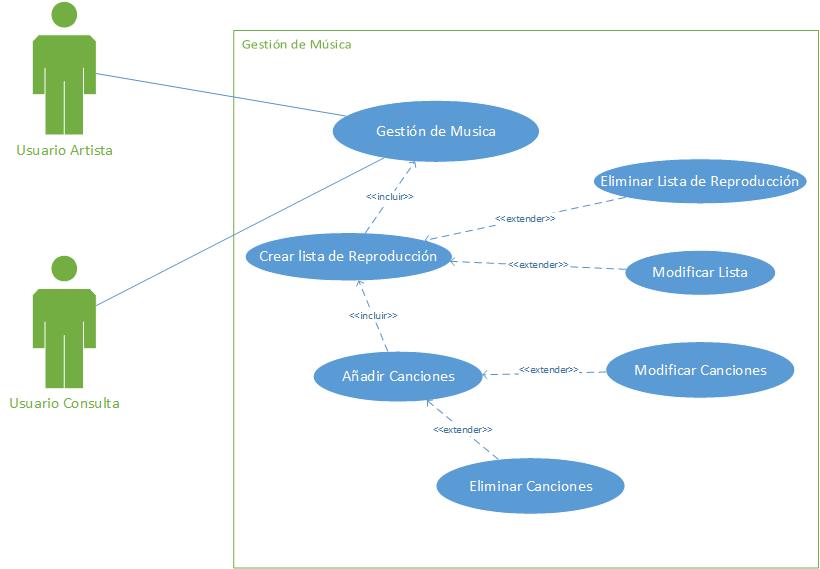 Gestión de Música
Usuario Artista
Gestión de Musica
Eliminar Lista de Reproducción
<<incluir>>
<<extender>>
Crear lista de Reproducción
<<extender>>
Modificar Lista
<<incluir>>
Añadir Canciones
<<extender>>
Modificar Canciones
Usuario Consulta
<<extender>>
Eliminar Canciones